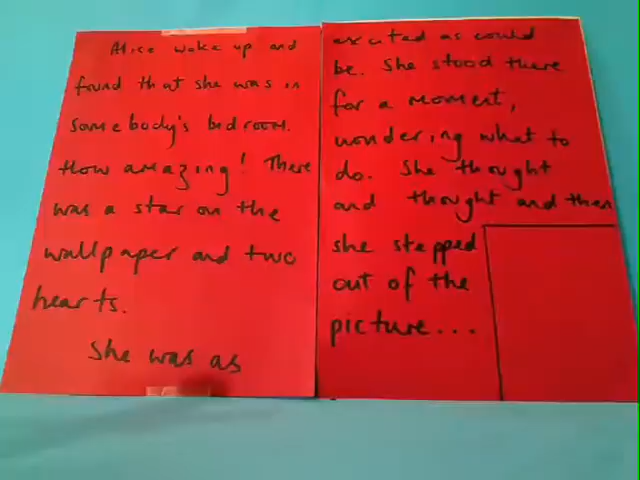 Alice woke up and
found that she was in
somebody's bedroom.
How amazing! There
was a star on the
wallpaper and two
hearts.
She was as
excited as could
be. She stood there
for a moment,
wondering what to
do. She thought
and thought and then
she stepped
out of the
picture...